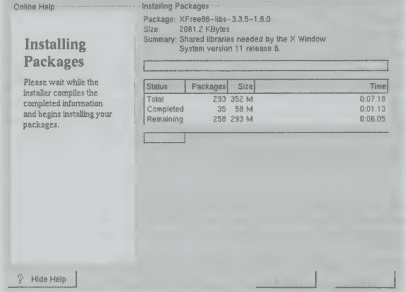 Online Help
Installing Packages
Package: XFree86-libs-3.3.5-1.6.0
Size: 2081.2 KBytes
Summary: Shared libraries needed by the X Window
System version 11 release 6.
Installing
Packages
Please wait while the
installer compiles the
completed information
and begins installing your
packages.
Status Packages Size Time
Total 293 352 M 0:07.18
Completed 35 58 M 0:01.13
Remaining 258 293 M 0:06.05
? Hide Help